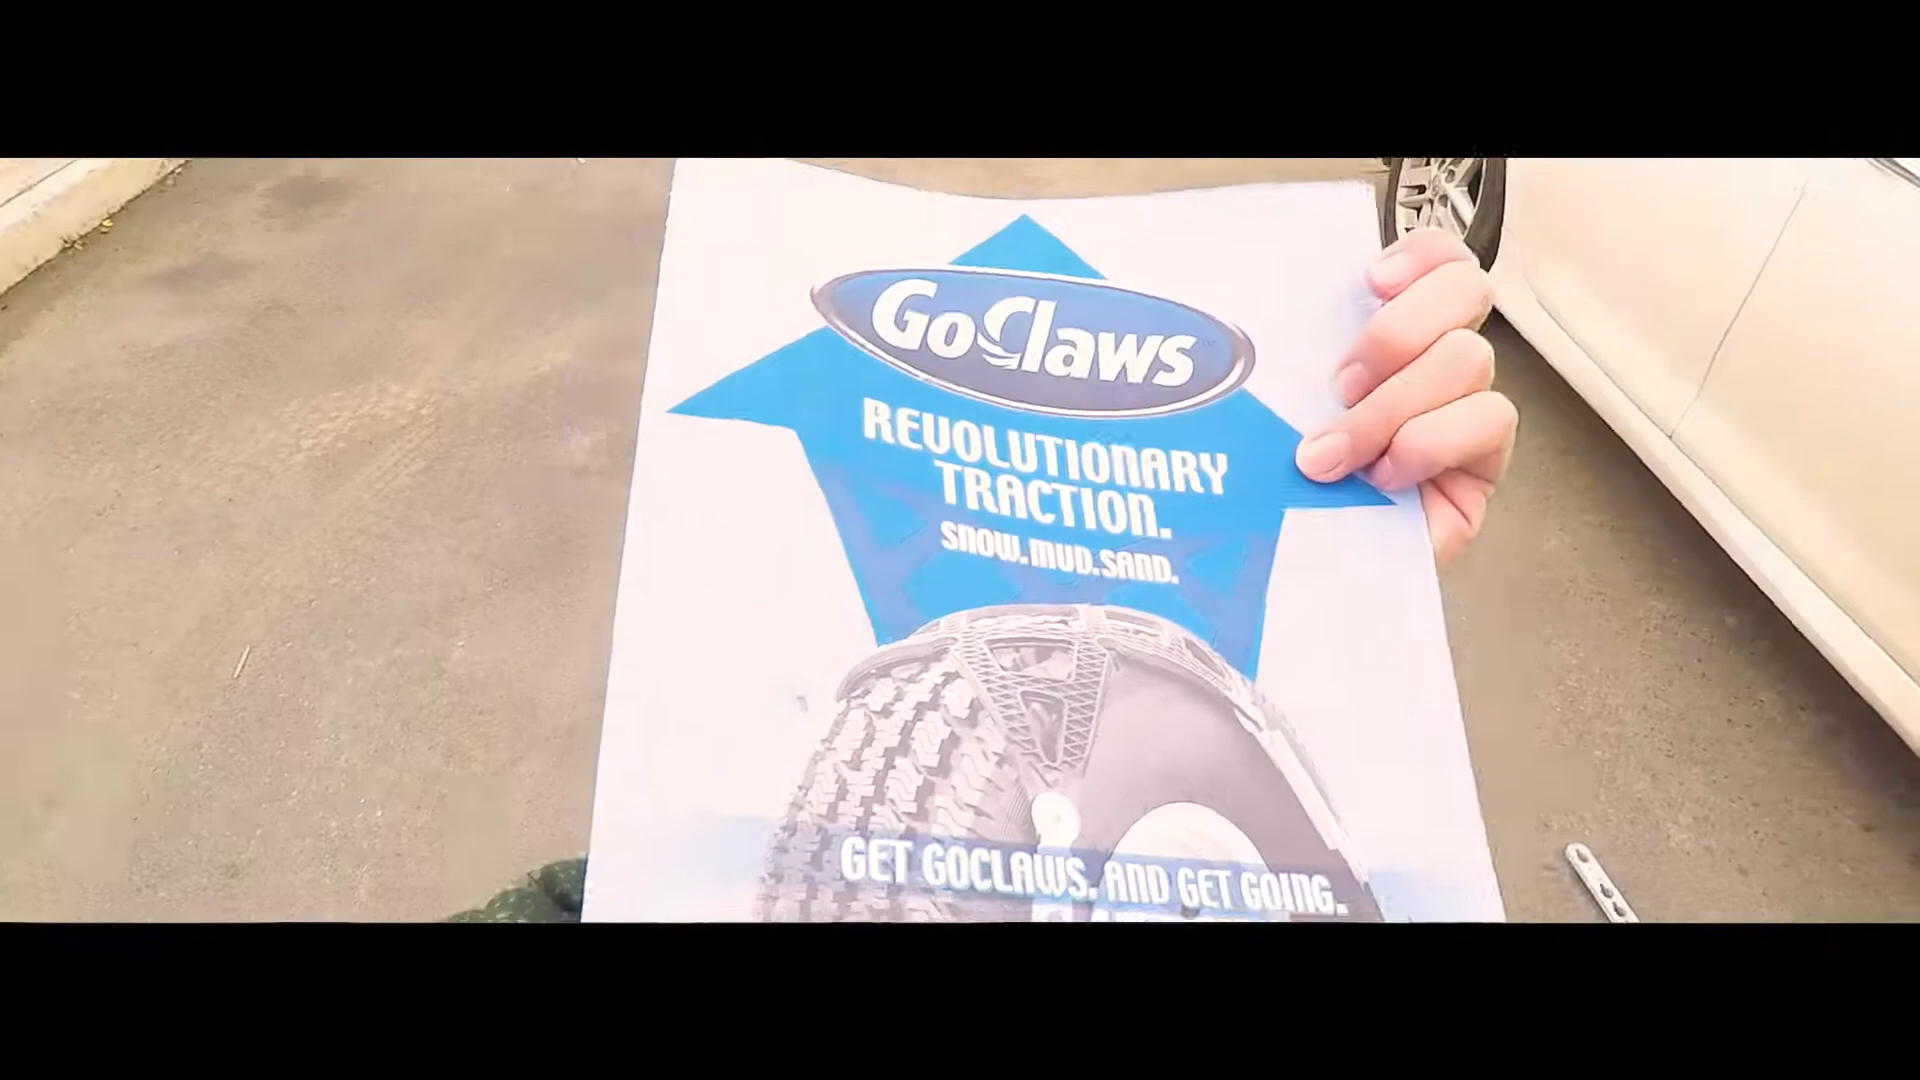 GoClaws
REVOLUTIONARY
TRACTION.
SNOW.MUD.SAND.
GET GOCLAWS. AND GET GOING.